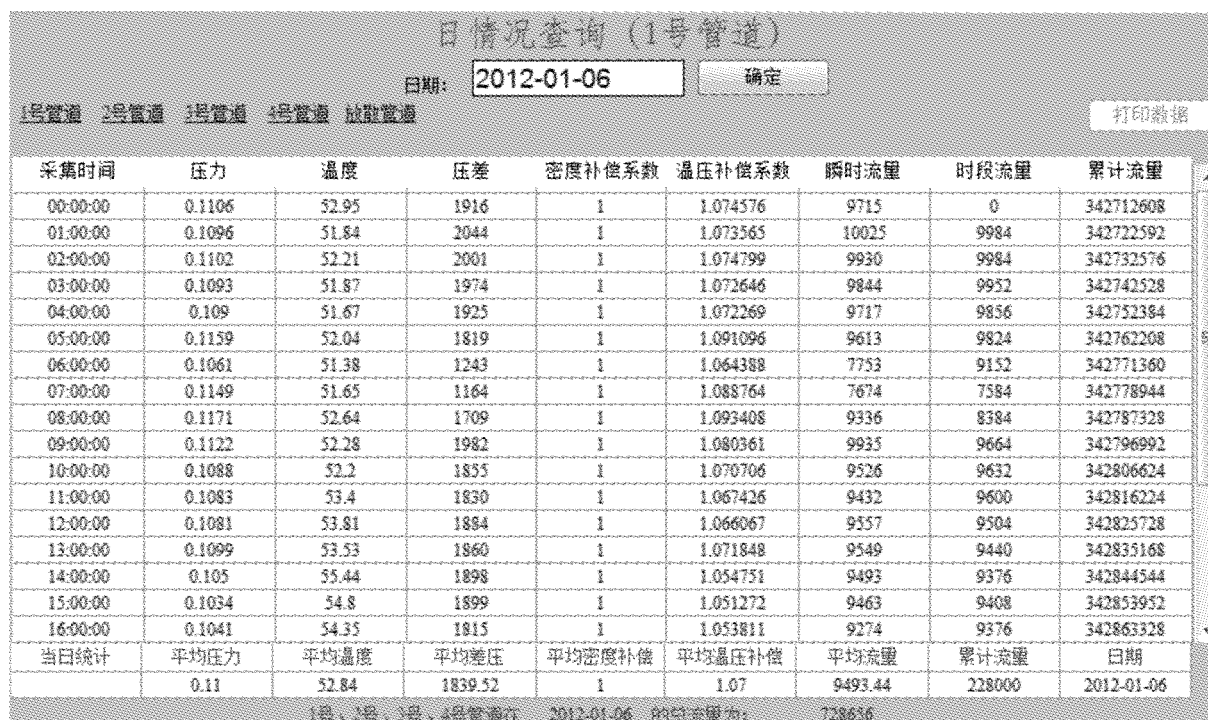 日情况查询（1号管道）
日期： 2012-01-06 确定
1号管道 2号管道 3号管道 4号管道 放散管道 打印数据
采集时间 压力 温度 压差 密度补偿系数 温压补偿系数 瞬时流量 时段流量 累计流量
00:00:00 0.1106 52.95 1916 1 1.074576 9715 0 342712608
01:00:00 0.1096 51.84 2044 1 1.073565 10025 9984 342722592
02:00:00 0.1102 52.21 2001 1 1.074799 9930 9984 342732576
03:00:00 0.1093 51.87 1974 1 1.072646 9844 9952 342742528
04:00:00 0.109 51.67 1925 1 1.072269 9717 9856 342752384
05:00:00 0.1159 52.04 1819 1 1.091096 9613 9824 342762208
06:00:00 0.1061 51.38 1243 1 1.064388 7753 9152 342771360
07:00:00 0.1149 51.65 1164 1 1.088764 7674 7584 342778944
08:00:00 0.1171 52.64 1709 1 1.093408 9336 8384 342787328
09:00:00 0.1122 52.28 1982 1 1.080361 9935 9664 342796992
10:00:00 0.1088 52.2 1855 1 1.070706 9526 9632 342806624
11:00:00 0.1083 53.4 1830 1 1.067426 9432 9600 342816224
12:00:00 0.1081 53.81 1884 1 1.066067 9557 9504 342825728
13:00:00 0.1099 53.53 1860 1 1.071848 9549 9440 342835168
14:00:00 0.105 55.44 1898 1 1.054751 9493 9376 342844544
15:00:00 0.1034 54.8 1899 1 1.051272 9463 9408 342853952
16:00:00 0.1041 54.35 1815 1 1.053811 9274 9376 342863328
当日统计 平均压力 平均温度 平均差压 平均密度补偿 平均温压补偿 平均流量 累计流量 日期
0.11 52.84 1839.52 1 1.07 9493.44 228000 2012-01-06
1号、2号、3号、4号管道在 2012-01-06 的总流量为： 728656